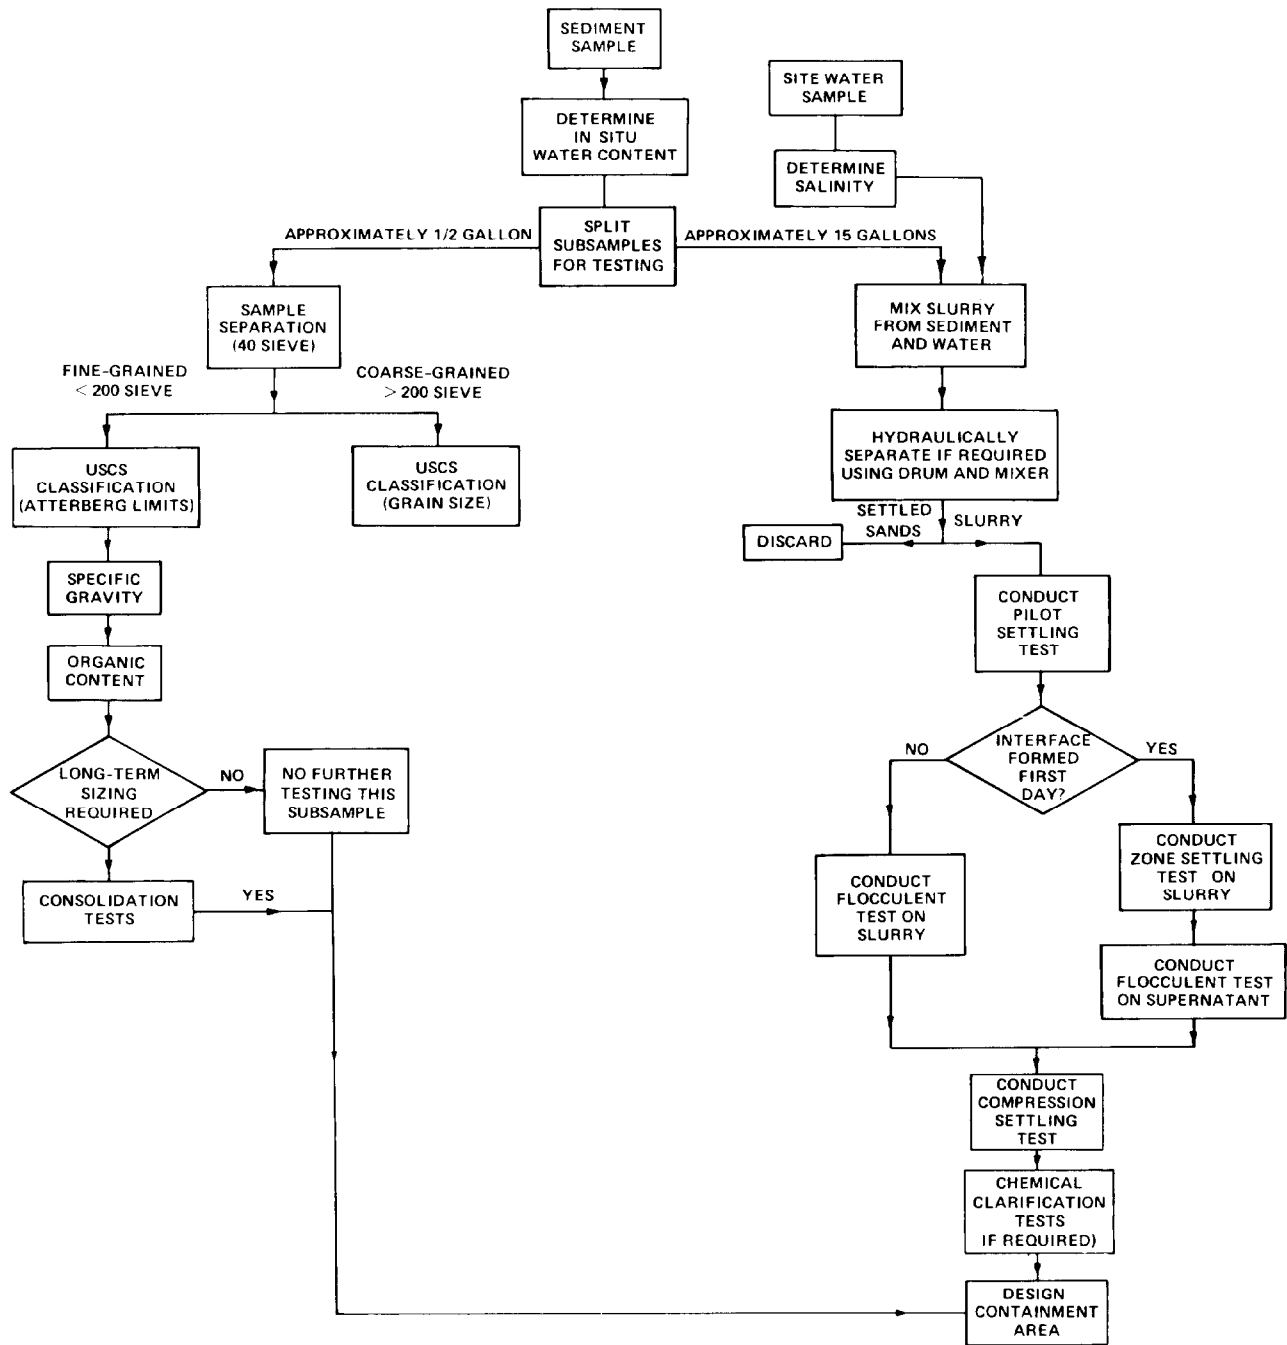 SEDIMENT
SAMPLE
SITE WATER
SAMPLE
DETERMINE
IN SITU
WATER CONTENT
DETERMINE
SALINITY
APPROXIMATELY 1/2 GALLON
SPLIT
SUBSAMPLES
FOR TESTING
APPROXIMATELY 15 GALLONS
SAMPLE
SEPARATION
(40 SIEVE)
MIX SLURRY
FROM SEDIMENT
AND WATER
FINE-GRAINED
< 200 SIEVE
COARSE-GRAINED
> 200 SIEVE
USCS
CLASSIFICATION
(ATTERBERG LIMITS)
USCS
CLASSIFICATION
(GRAIN SIZE)
HYDRAULICALLY
SEPARATE IF REQUIRED
USING DRUM AND MIXER
SETTLED
SANDS
SLURRY
DISCARD
SPECIFIC
GRAVITY
CONDUCT
PILOT
SETTLING
TEST
ORGANIC
CONTENT
LONG-TERM
SIZING
REQUIRED
NO
NO FURTHER
TESTING THIS
SUBSAMPLE
NO
INTERFACE
FORMED
FIRST
DAY?
YES
CONSOLIDATION
TESTS
YES
CONDUCT
FLOCCULENT
TEST ON
SLURRY
CONDUCT
ZONE SETTLING
TEST ON
SLURRY
CONDUCT
FLOCCULENT TEST
ON SUPERNATANT
CONDUCT
COMPRESSION
SETTLING
TEST
CHEMICAL
CLARIFICATION
TESTS
IF REQUIRED)
DESIGN
CONTAINMENT
AREA